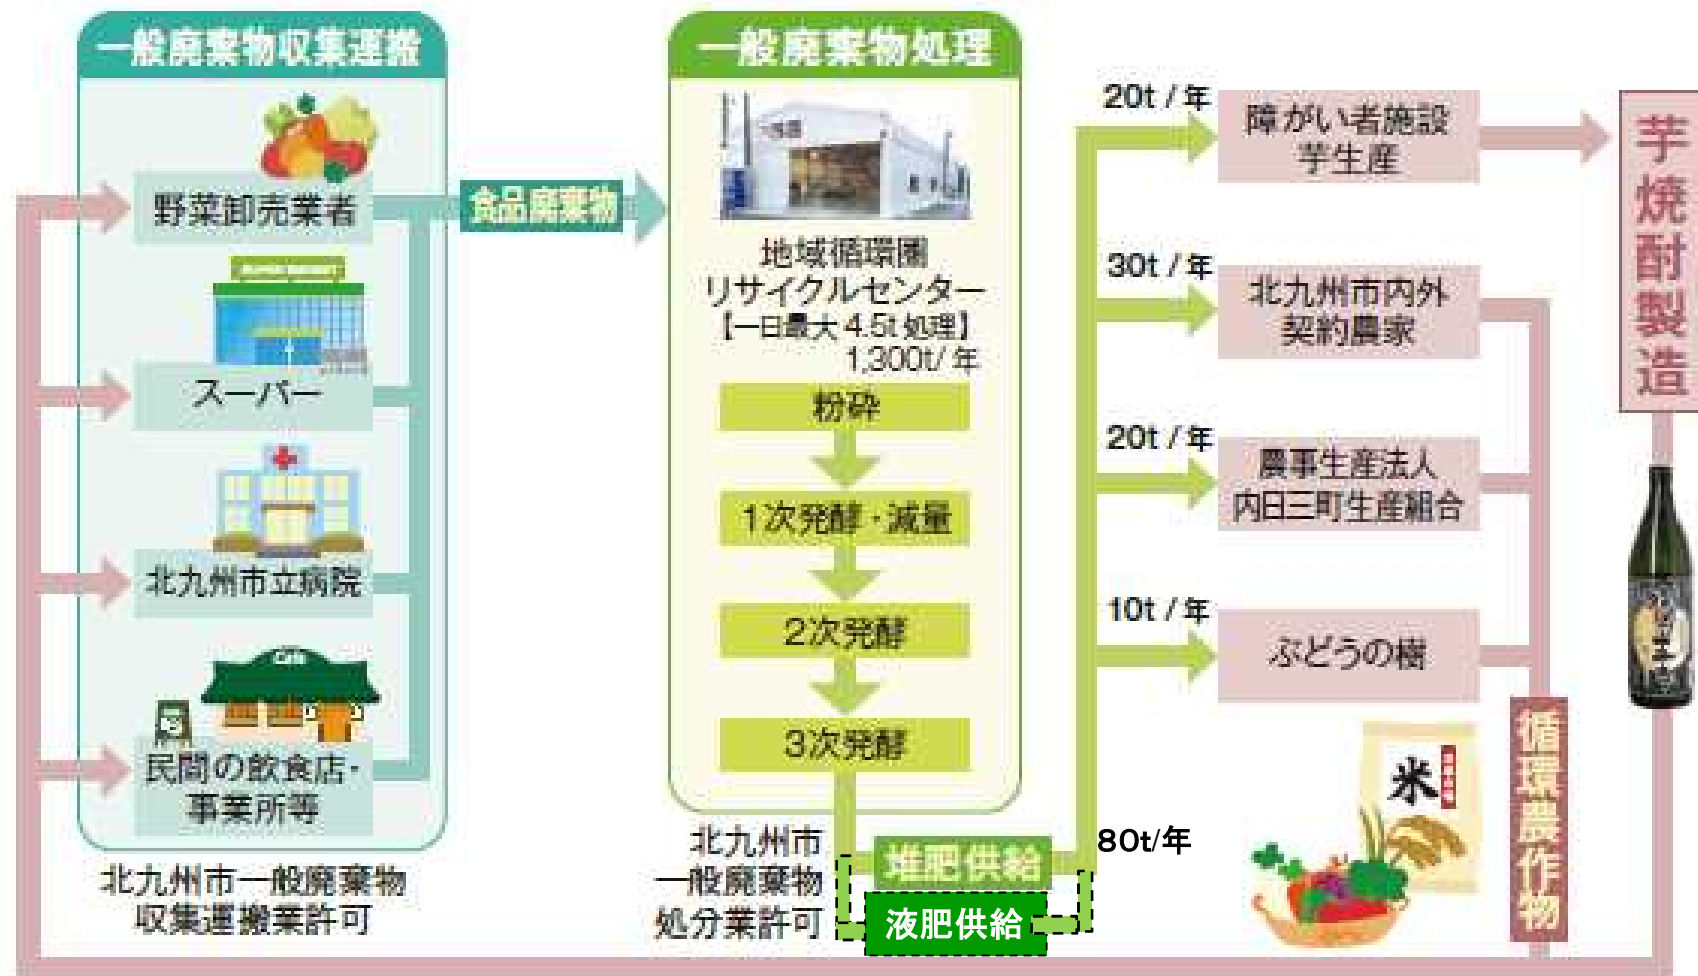 一般廃棄物収集運搬
野菜卸売業者
スーパー
北九州市立病院
民間の飲食店・
事業所等
北九州市一般廃棄物
収集運搬業許可
食品廃棄物
一般廃棄物処理
地域循環圏
リサイクルセンター
【一日最大 4.5t 処理】
1,300t/ 年
粉砕
1次発酵・減量
2次発酵
3次発酵
北九州市
一般廃棄物
処分業許可
堆肥供給
液肥供給
80t/年
20t / 年
障がい者施設
芋生産
30t / 年
北九州市内外
契約農家
20t / 年
農事生産法人
内日三町生産組合
10t / 年
ぶどうの樹
芋焼酎製造
循環農作物
米